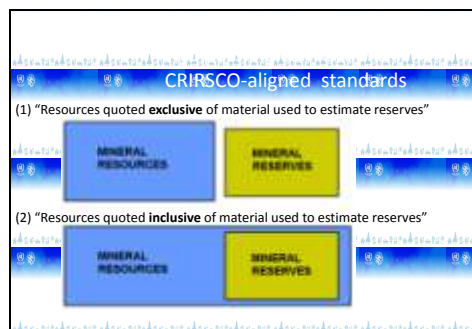 CRIRSCO-aligned standards
(1) “Resources quoted exclusive of material used to estimate reserves”
MINERAL
RESOURCES
MINERAL
RESERVES
(2) “Resources quoted inclusive of material used to estimate reserves”
MINERAL
RESOURCES
MINERAL
RESERVES